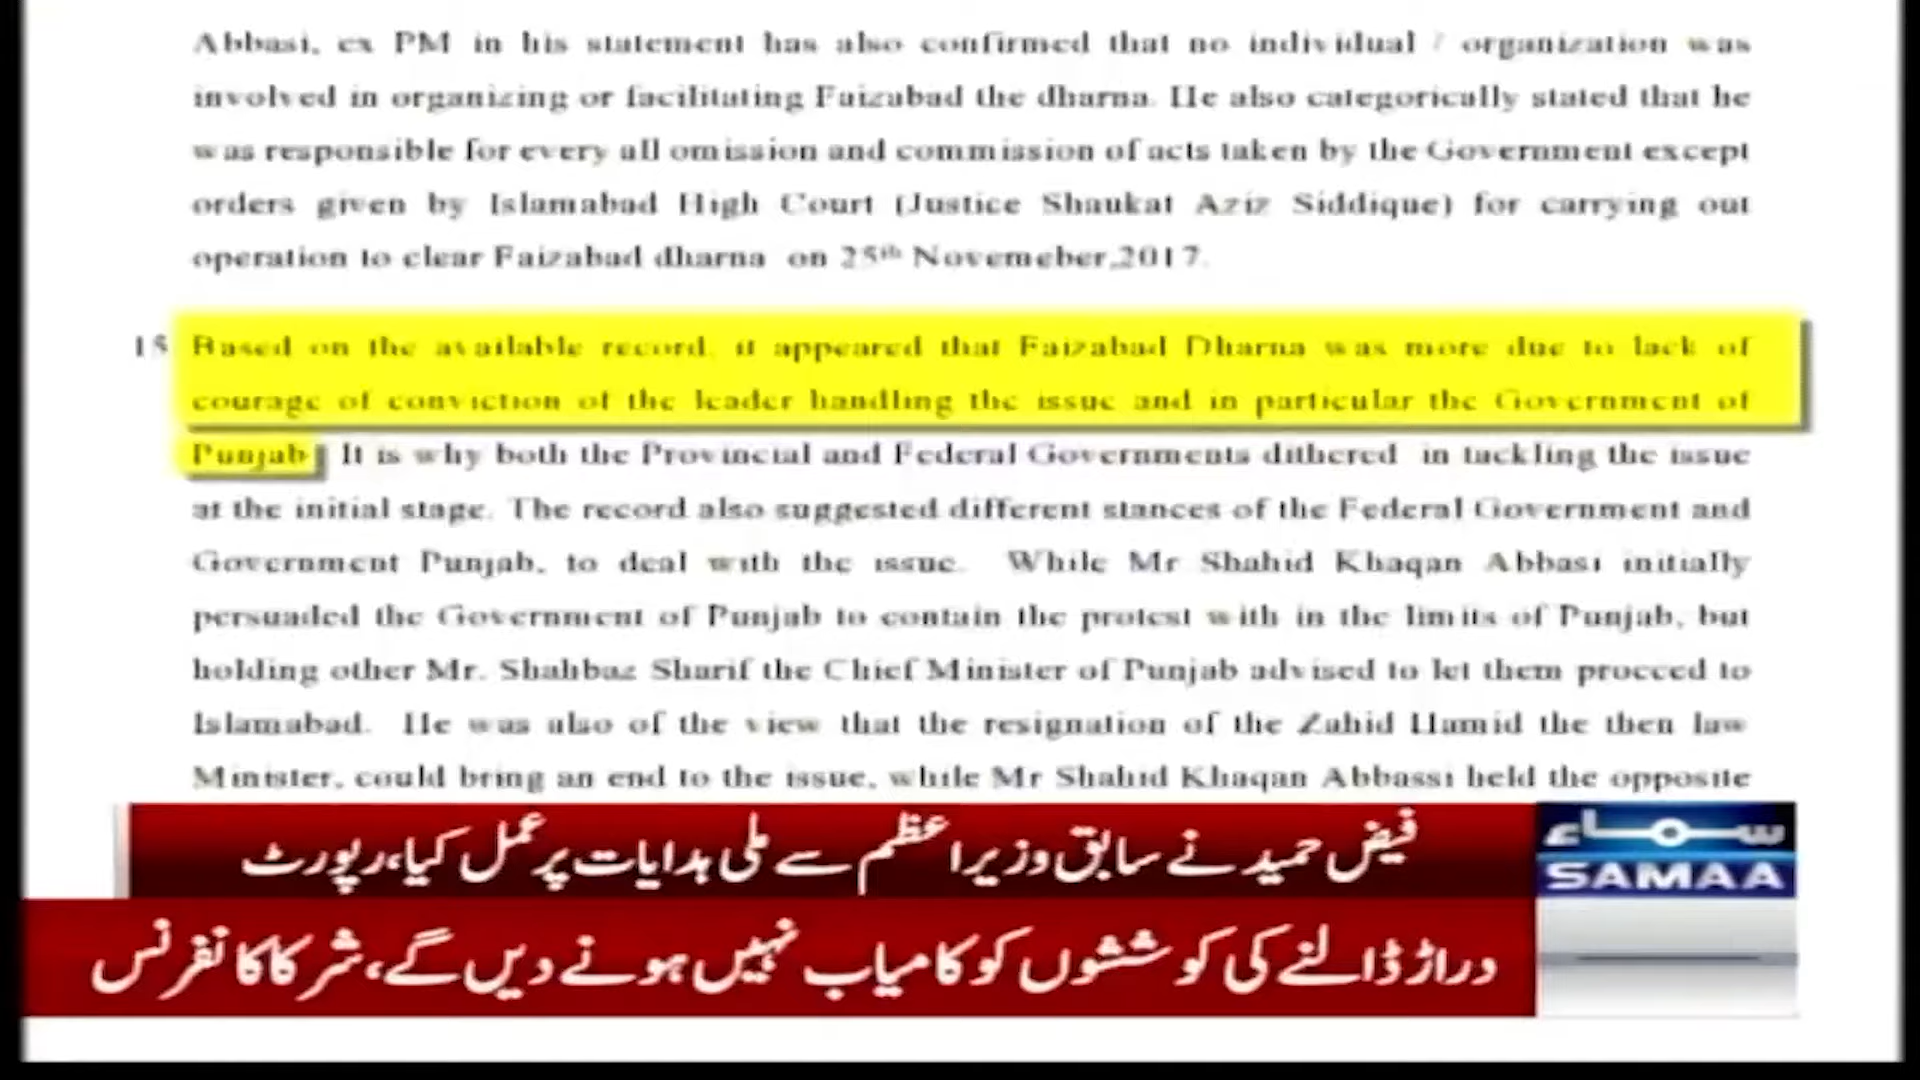 Abbasi, ex PM in his statement has also confirmed that no individual / organization was
involved in organizing or facilitating Faizabad the dharna. He also categorically stated that he
was responsible for every all omission and commission of acts taken by the Government except
orders given by Islamabad High Court (Justice Shaukat Aziz Siddique) for carrying out
operation to clear Faizabad dharna on 25th Novemeber,2017.
15 Based on the available record, it appeared that Faizabad Dharna was more due to lack of
courage of conviction of the leader handling the issue and in particular the Government of
Punjab. It is why both the Provincial and Federal Governments dithered in tackling the issue
at the initial stage. The record also suggested different stances of the Federal Government and
Government Punjab, to deal with the issue. While Mr Shahid Khaqan Abbasi initially
persuaded the Government of Punjab to contain the protest with in the limits of Punjab, but
holding other Mr. Shahbaz Sharif the Chief Minister of Punjab advised to let them proceed to
Islamabad. He was also of the view that the resignation of the Zahid Hamid the then law
Minister, could bring an end to the issue, while Mr Shahid Khaqan Abbassi held the opposite
فیض حمید نے سابق وزیراعظم سے ملی ہدایات پر عمل کیا،رپورٹ
سماء
SAMAA
دراڑ ڈالنے کی کوششوں کو کامیاب نہیں ہونے دیں گے،شرکا کانفرنس